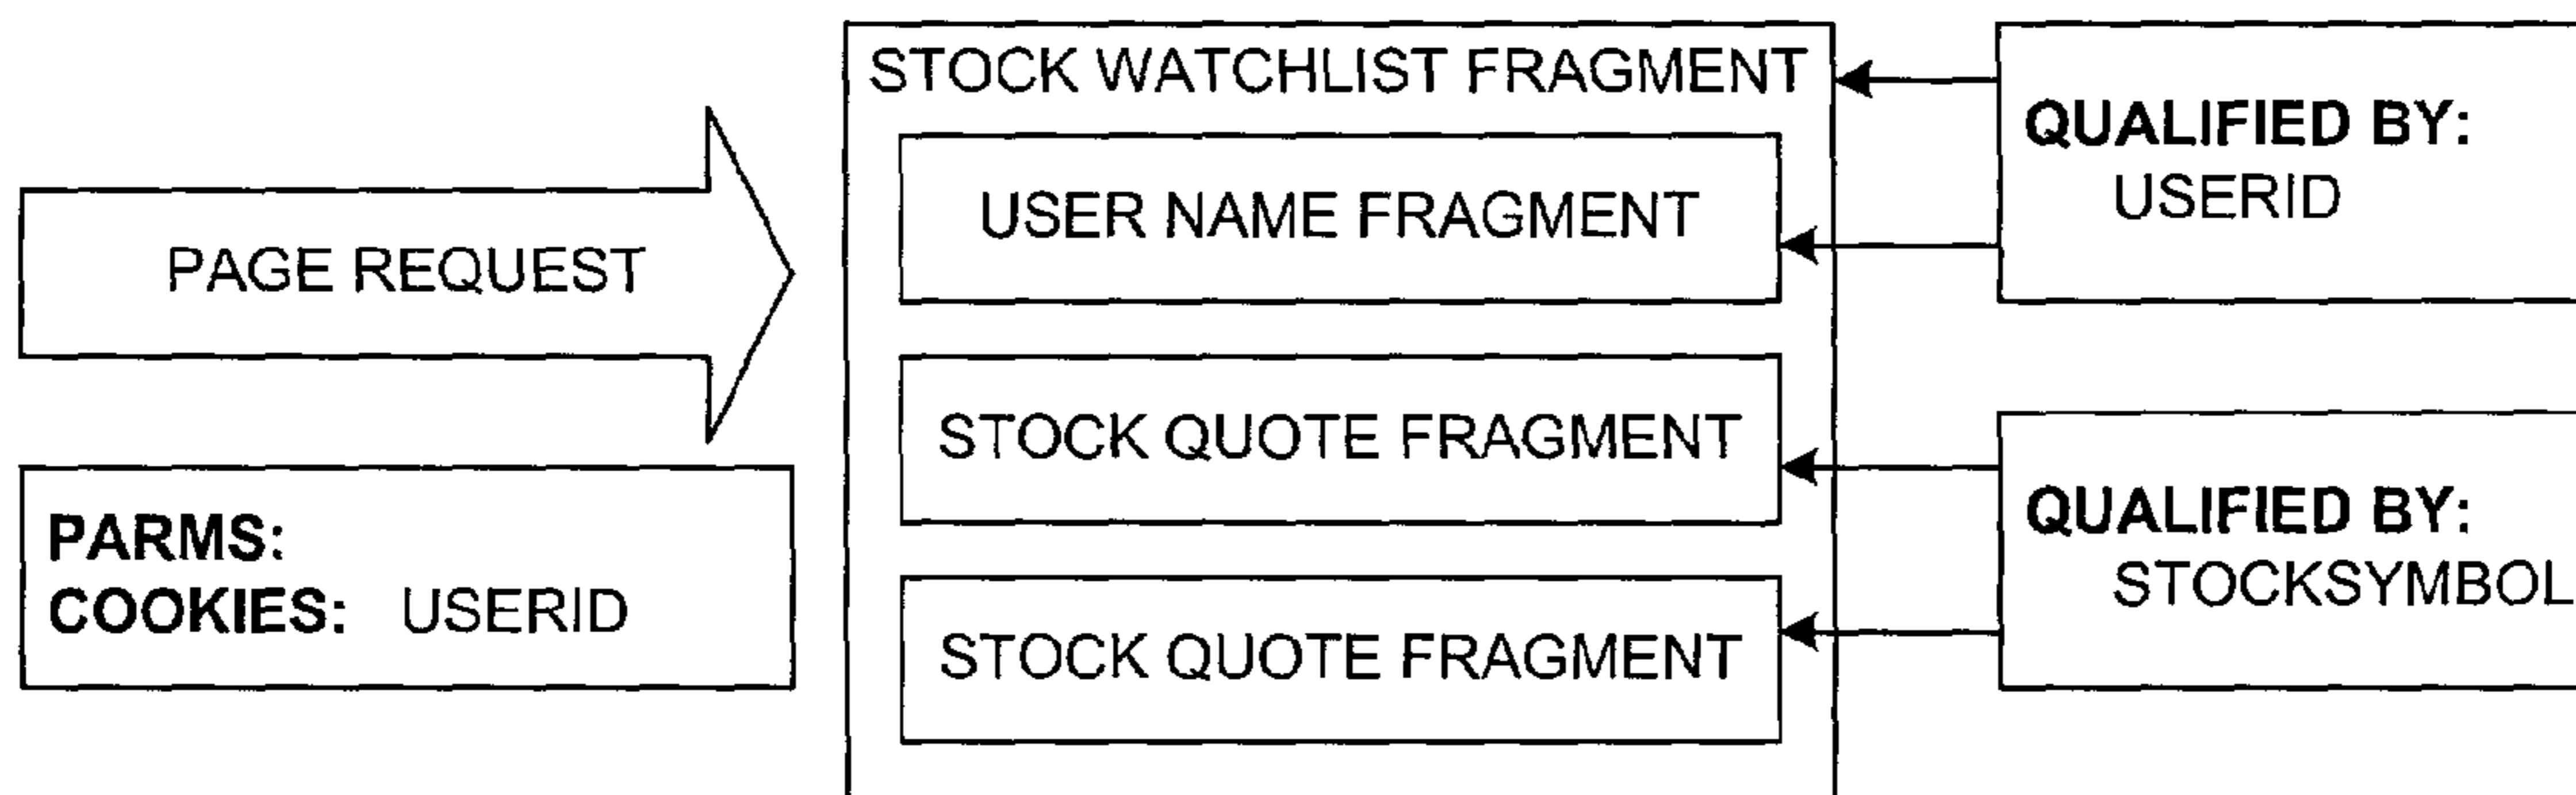 PAGE REQUEST
PARMS:
COOKIES: USERID
STOCK WATCHLIST FRAGMENT
USER NAME FRAGMENT
STOCK QUOTE FRAGMENT
STOCK QUOTE FRAGMENT
QUALIFIED BY:
USERID
QUALIFIED BY:
STOCKSYMBOL